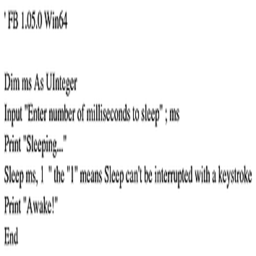 ' FB 1.05.0 Win64
Dim ms As UInteger
Input "Enter number of milliseconds to sleep" ; ms
Print "Sleeping..."
Sleep ms, 1 " the "1" means Sleep can't be interrupted with a keystroke
Print "Awake!"
End